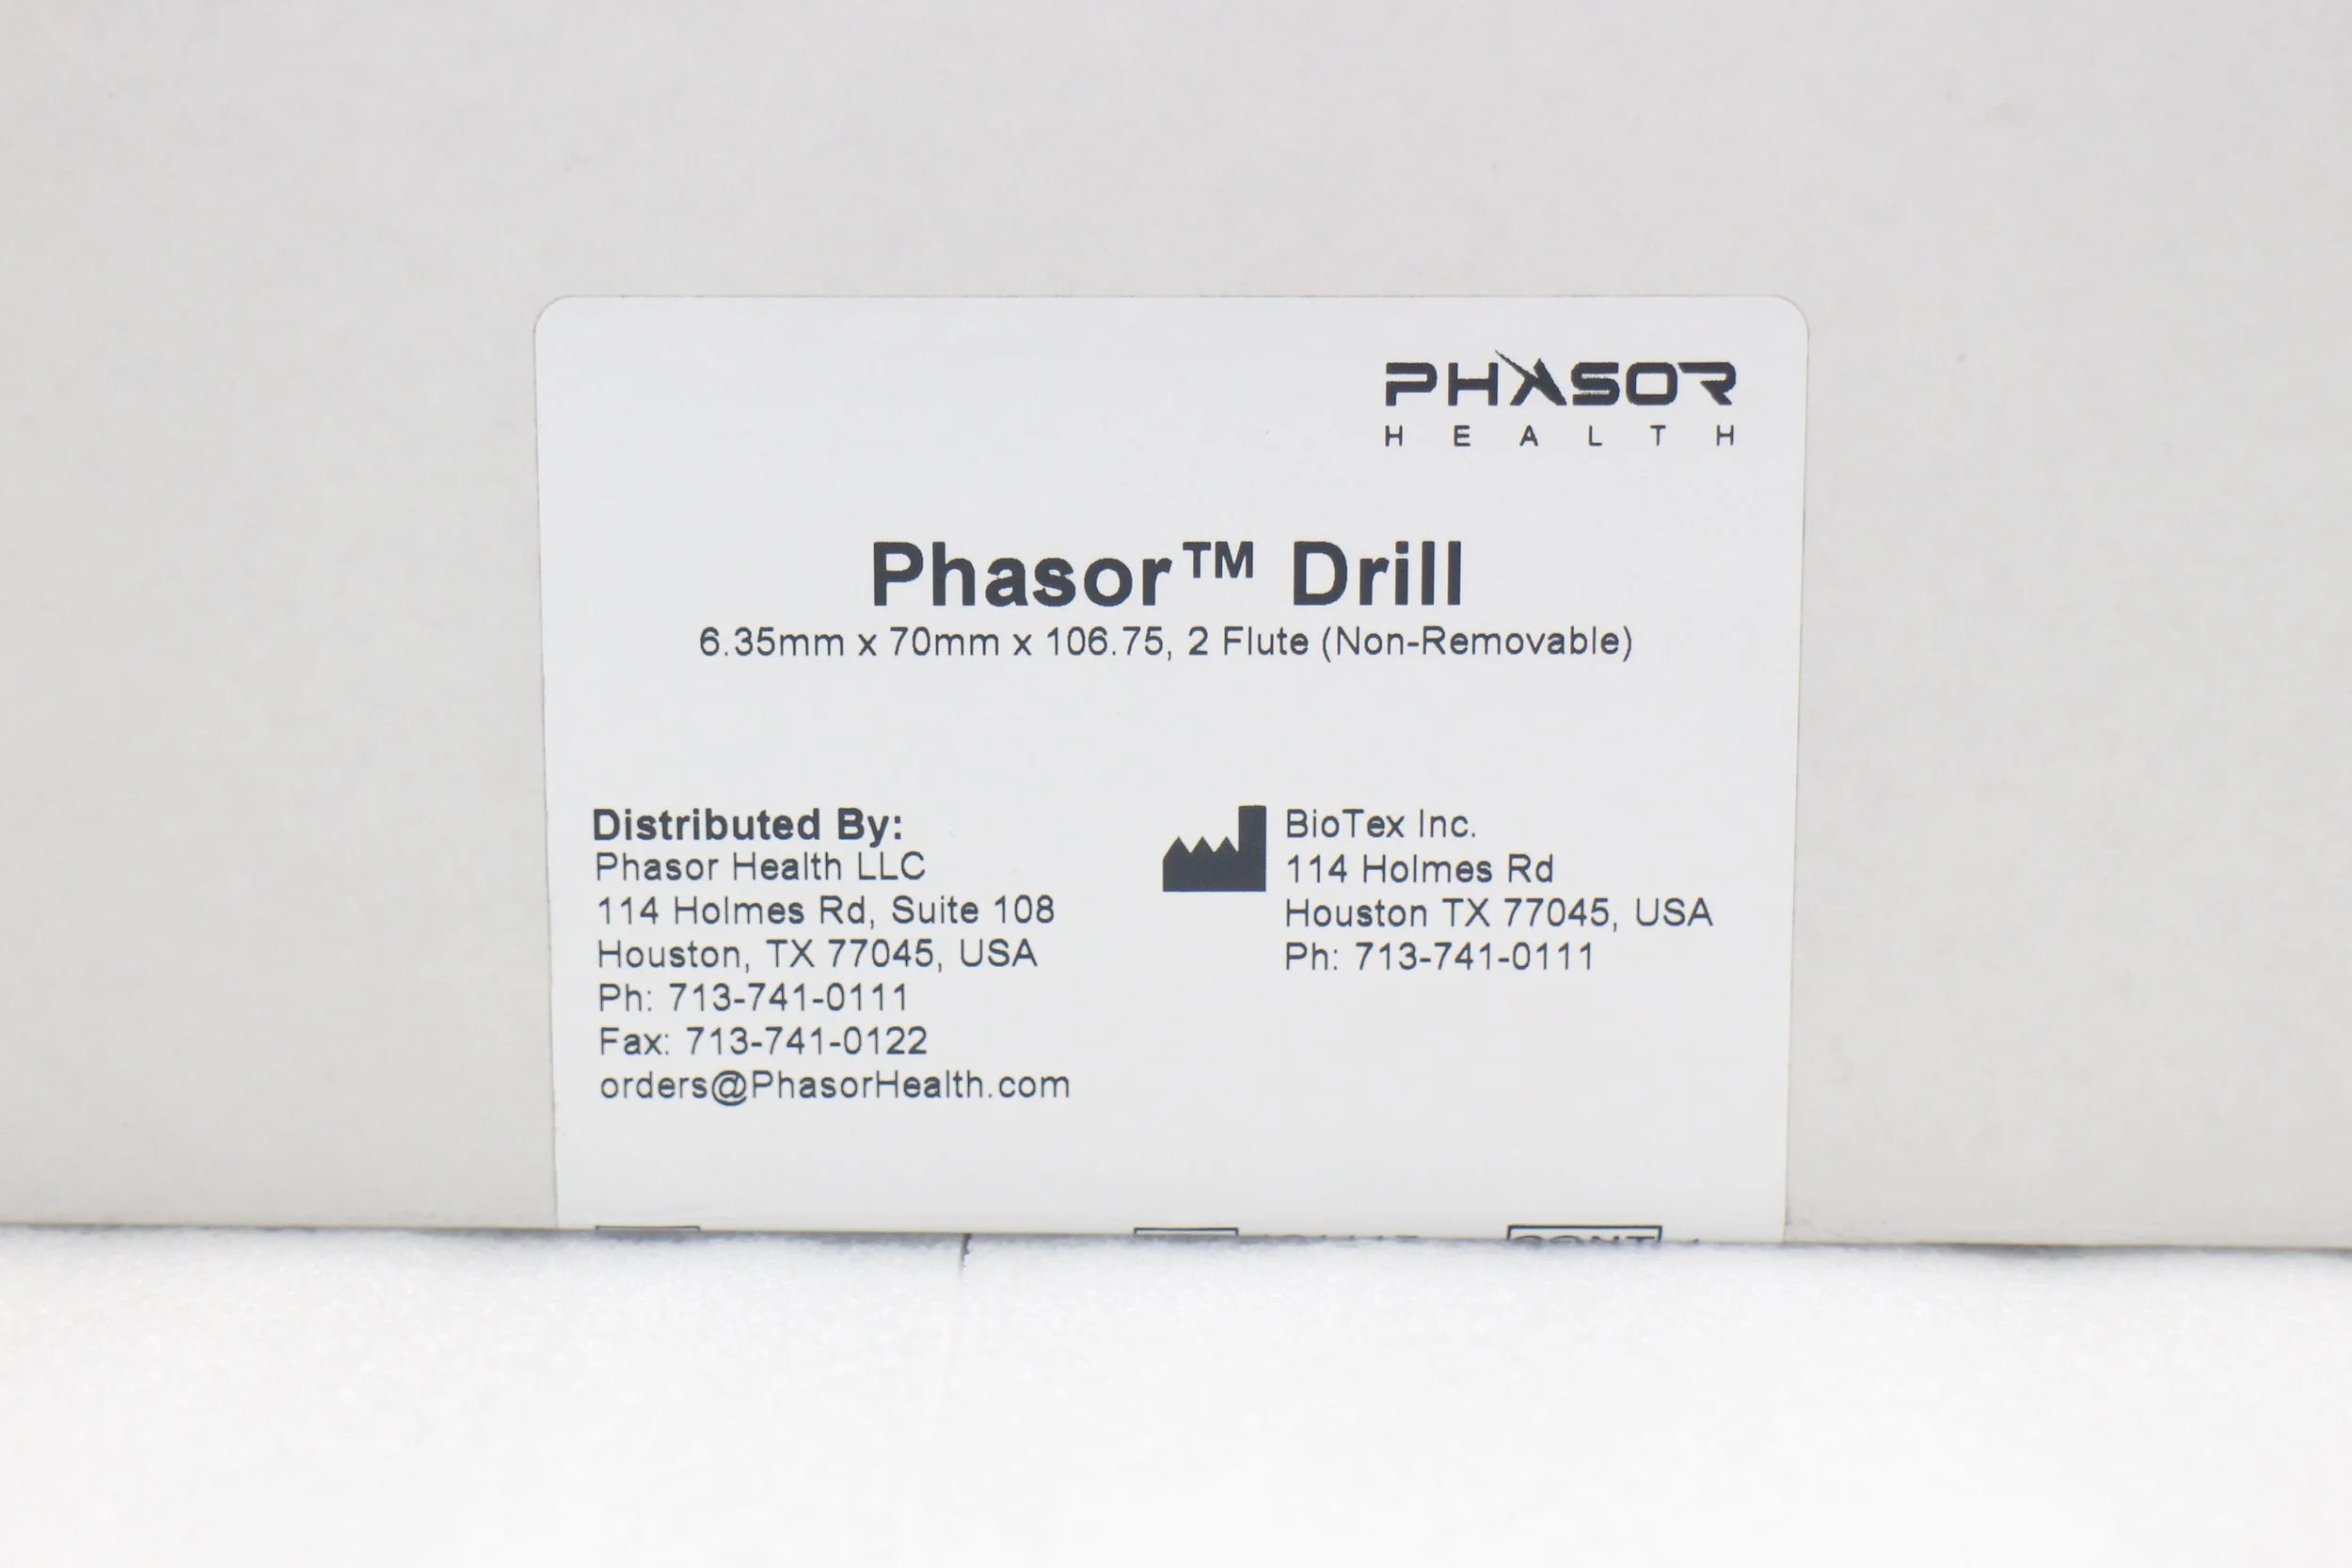 PHASOR
HEALTH
Phasor™ Drill
6.35mm x 70mm x 106.75, 2 Flute (Non-Removable)
Distributed By:
Phasor Health LLC
114 Holmes Rd, Suite 108
Houston, TX 77045, USA
Ph: 713-741-0111
Fax: 713-741-0122
orders@PhasorHealth.com
BioTex Inc.
114 Holmes Rd
Houston TX 77045, USA
Ph: 713-741-0111